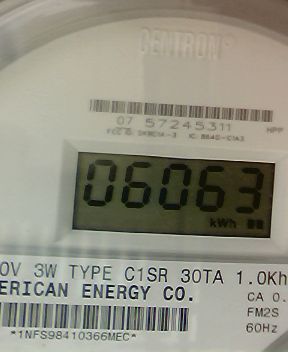 CENTRON®
07 57245311
HPP
06063
kWh
0V 3W TYPE C1SR 30TA 1.0Kh
ERICAN ENERGY CO.
CA 0.
FM2S
60Hz
*1NFS98410366MEC*